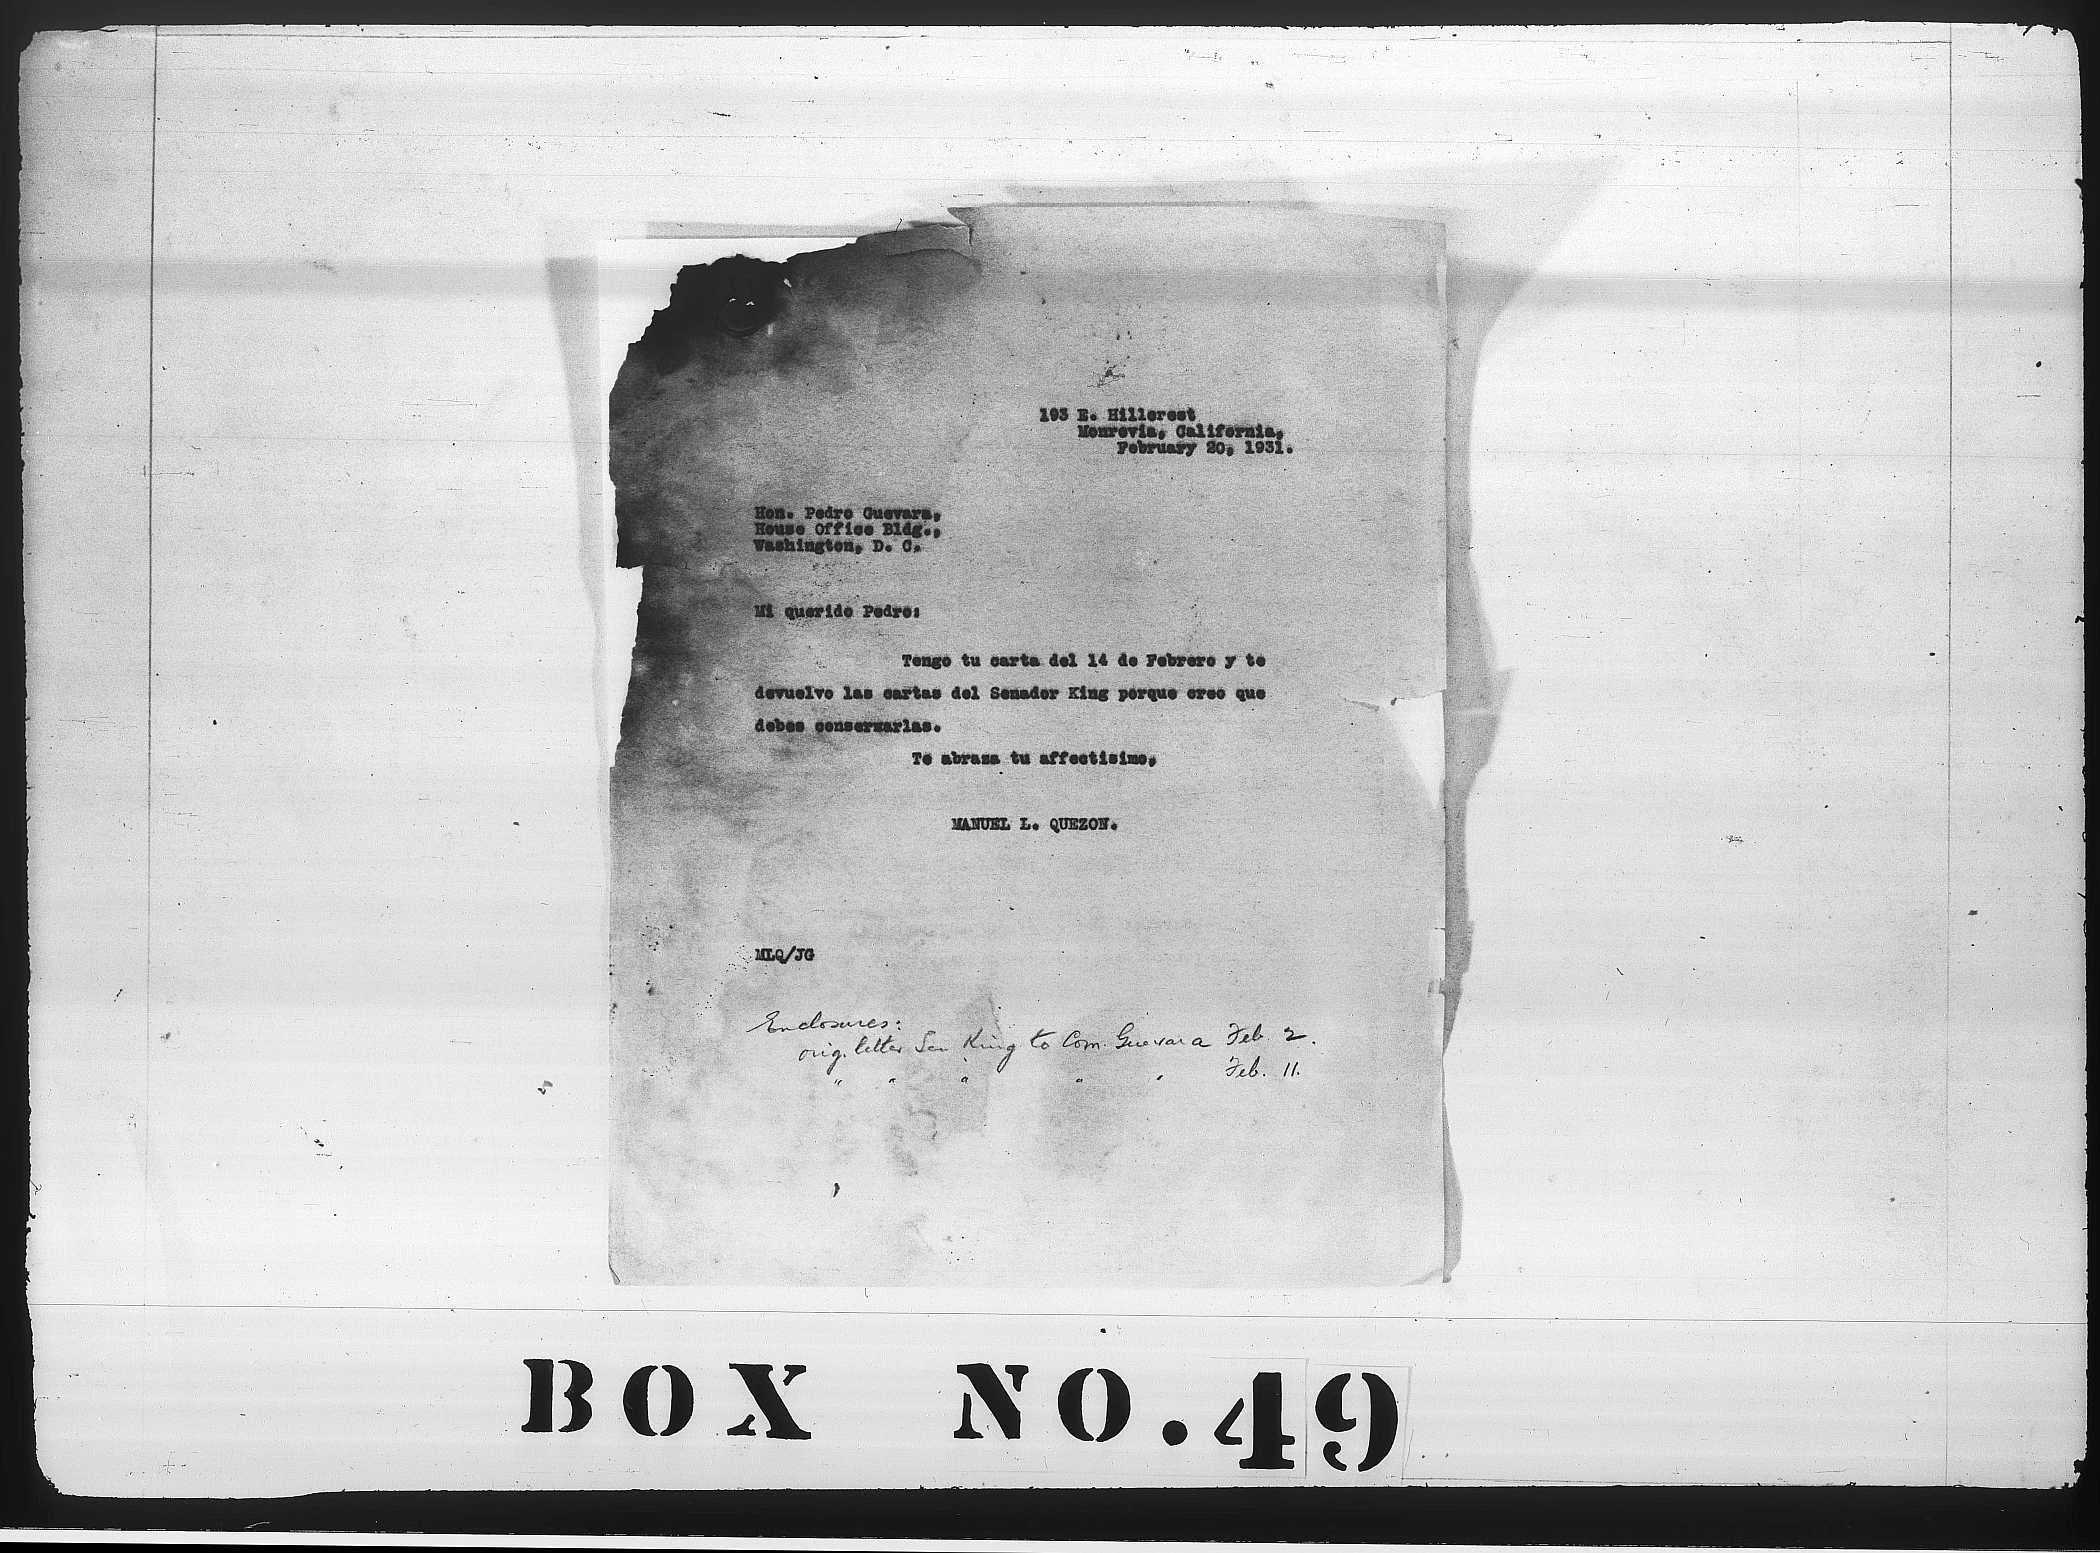 193 E. Hillcrest
Monrovia, California,
February 20, 1931.
Hon. Pedro Guevara,
House Office Bldg.,
Washington, D. C.
Mi querido Pedro:
Tengo tu carta del 14 de Febrero y te
devuelvo las cartas del Senador King porque creo que
debes conservarlas.
Te abraza tu affectisimo,
MANUEL L. QUEZON.
MLQ/JG
Enclosures:
orig. letter Sen King to Com. Guevara Feb. 2.
" " " " " Feb. 11.
BOX NO. 49